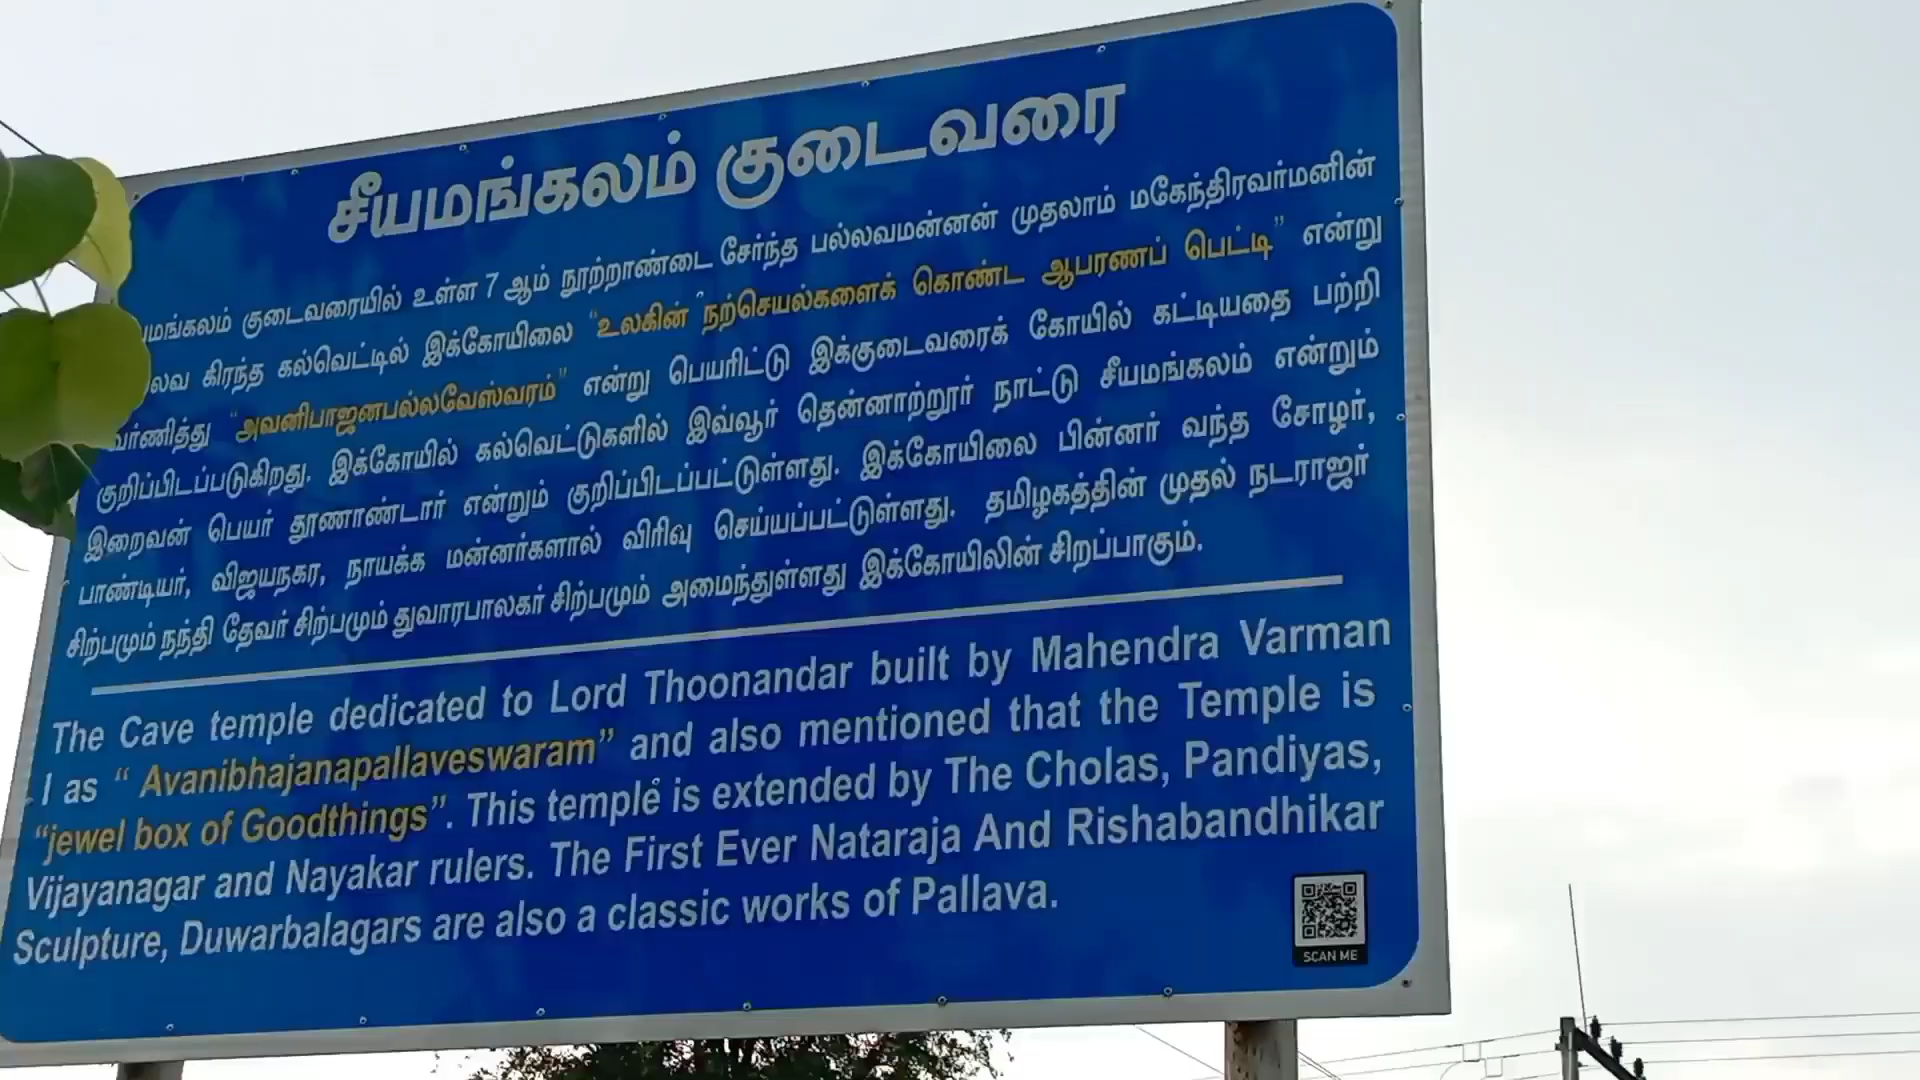 சீயமங்கலம் குடைவரை
குடைவரையில் உள்ள 7 ஆம் நூற்றாண்டை சேர்ந்த பல்லவமன்னன் முதலாம் மகேந்திரவர்மனின்
கிரந்த கல்வெட்டில் இக்கோயிலை "உலகின் நற்செயல்களைக் கொண்ட ஆபரணப் பெட்டி" என்று
வர்ணித்து "அவனிபாஜனபல்லவேஸ்வரம்" என்று பெயரிட்டு இக்குடைவரைக் கோயில் கட்டியதை பற்றி
குறிப்பிடப்படுகிறது. இக்கோயில் கல்வெட்டுகளில் இவ்வூர் தென்னாற்றூர் நாட்டு சீயமங்கலம் என்றும்
இறைவன் பெயர் தூணாண்டார் என்றும் குறிப்பிடப்பட்டுள்ளது. இக்கோயிலை பின்னர் வந்த சோழர்,
பாண்டியர், விஜயநகர, நாயக்க மன்னர்களால் விரிவு செய்யப்பட்டுள்ளது. தமிழகத்தின் முதல் நடராஜர்
சிற்பமும் நந்தி தேவர் சிற்பமும் துவாரபாலகர் சிற்பமும் அமைந்துள்ளது இக்கோயிலின் சிறப்பாகும்.
The Cave temple dedicated to Lord Thoonandar built by Mahendra Varman
- I as “ Avanibhajanapallaveswaram” and also mentioned that the Temple is
“jewel box of Goodthings”. This temple is extended by The Cholas, Pandiyas,
Vijayanagar and Nayakar rulers. The First Ever Nataraja And Rishabandhikar
Sculpture, Duwarbalagars are also a classic works of Pallava.
SCAN ME